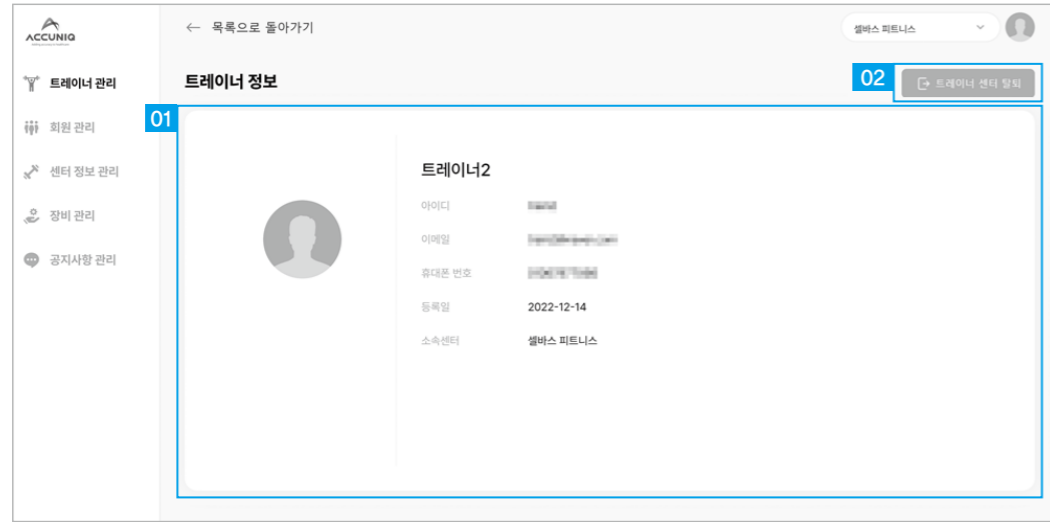 ACCUNIQ
← 목록으로 돌아가기
셀바스 피트니스
트레이너 관리
회원 관리
센터 정보 관리
장비 관리
공지사항 관리
트레이너 정보
02
트레이너 센터 탈퇴
01
트레이너2
아이디
이메일
휴대폰 번호
등록일 2022-12-14
소속센터 셀바스 피트니스